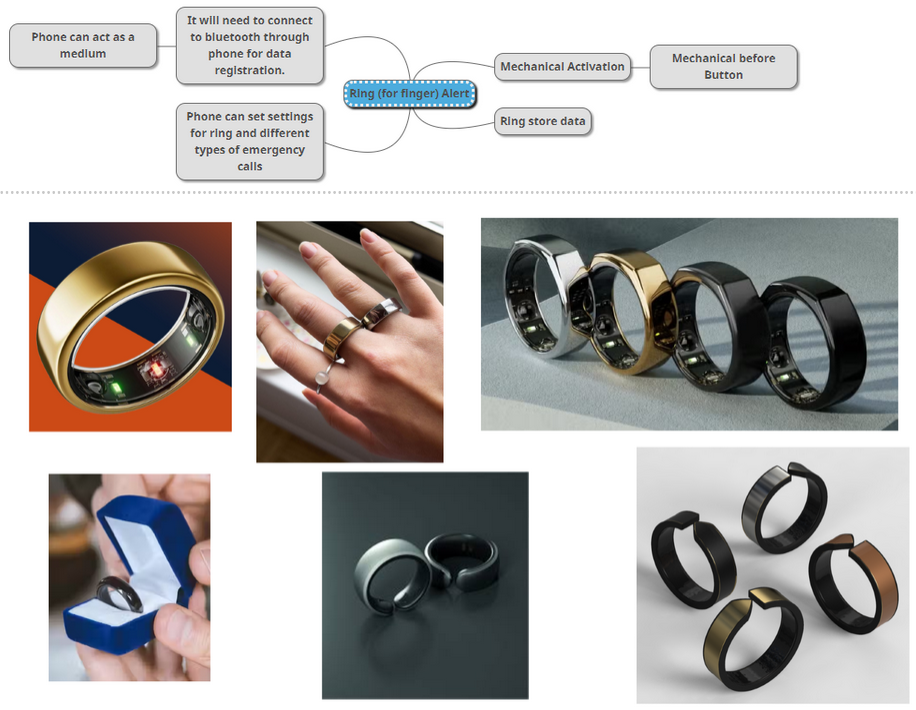 Phone can act as a
medium
It will need to connect
to bluetooth through
phone for data
registration.
Phone can set settings
for ring and different
types of emergency
calls
Ring (for finger) Alert
Mechanical Activation
Mechanical before
Button
Ring store data